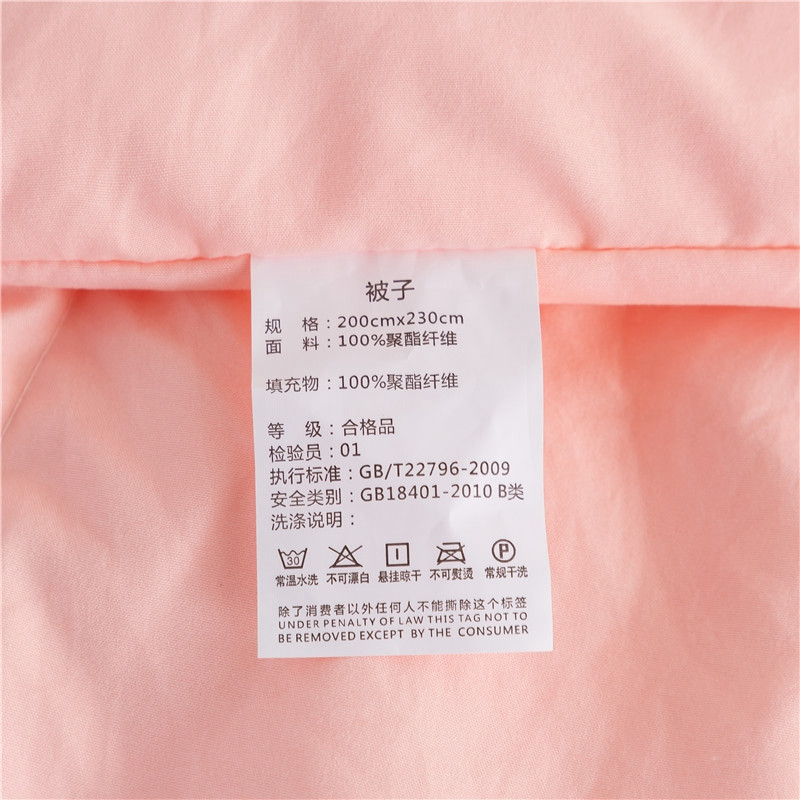 被子
规 格：200cmx230cm
面 料：100%聚酯纤维
填充物：100%聚酯纤维
等 级：合格品
检验员：01
执行标准：GB/T22796-2009
安全类别：GB18401-2010 B类
洗涤说明：
30 P
常温水洗 不可漂白 悬挂晾干 不可熨烫 常规干洗
除了消费者以外任何人不能撕除这个标签
UNDER PENALTY OF LAW THIS TAG NOT TO
BE REMOVED EXCEPT BY THE CONSUMER